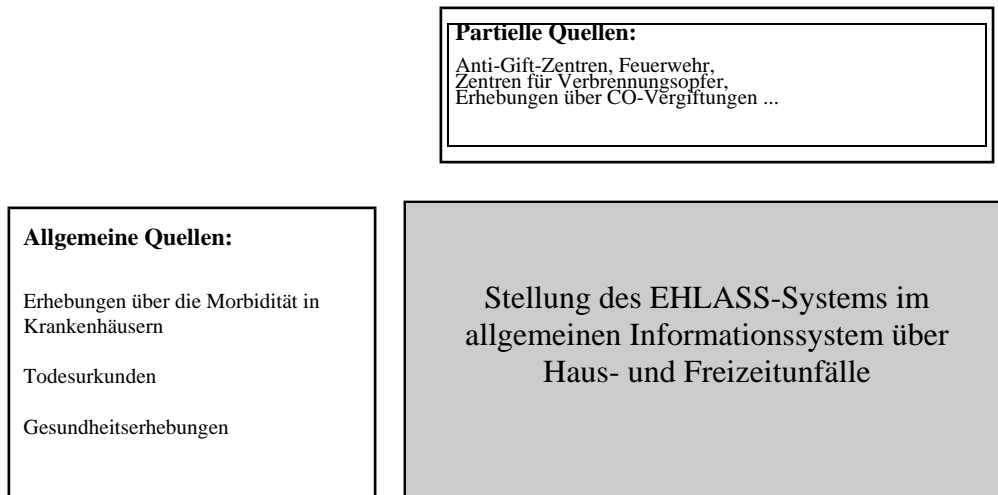 Partielle Quellen:
Anti-Gift-Zentren, Feuerwehr,
Zentren für Verbrennungsopfer,
Erhebungen über CO-Vergiftungen ...
Allgemeine Quellen:
Erhebungen über die Morbidität in
Krankenhäusern
Todesurkunden
Gesundheitserhebungen
Stellung des EHLASS-Systems im
allgemeinen Informationssystem über
Haus- und Freizeitunfälle